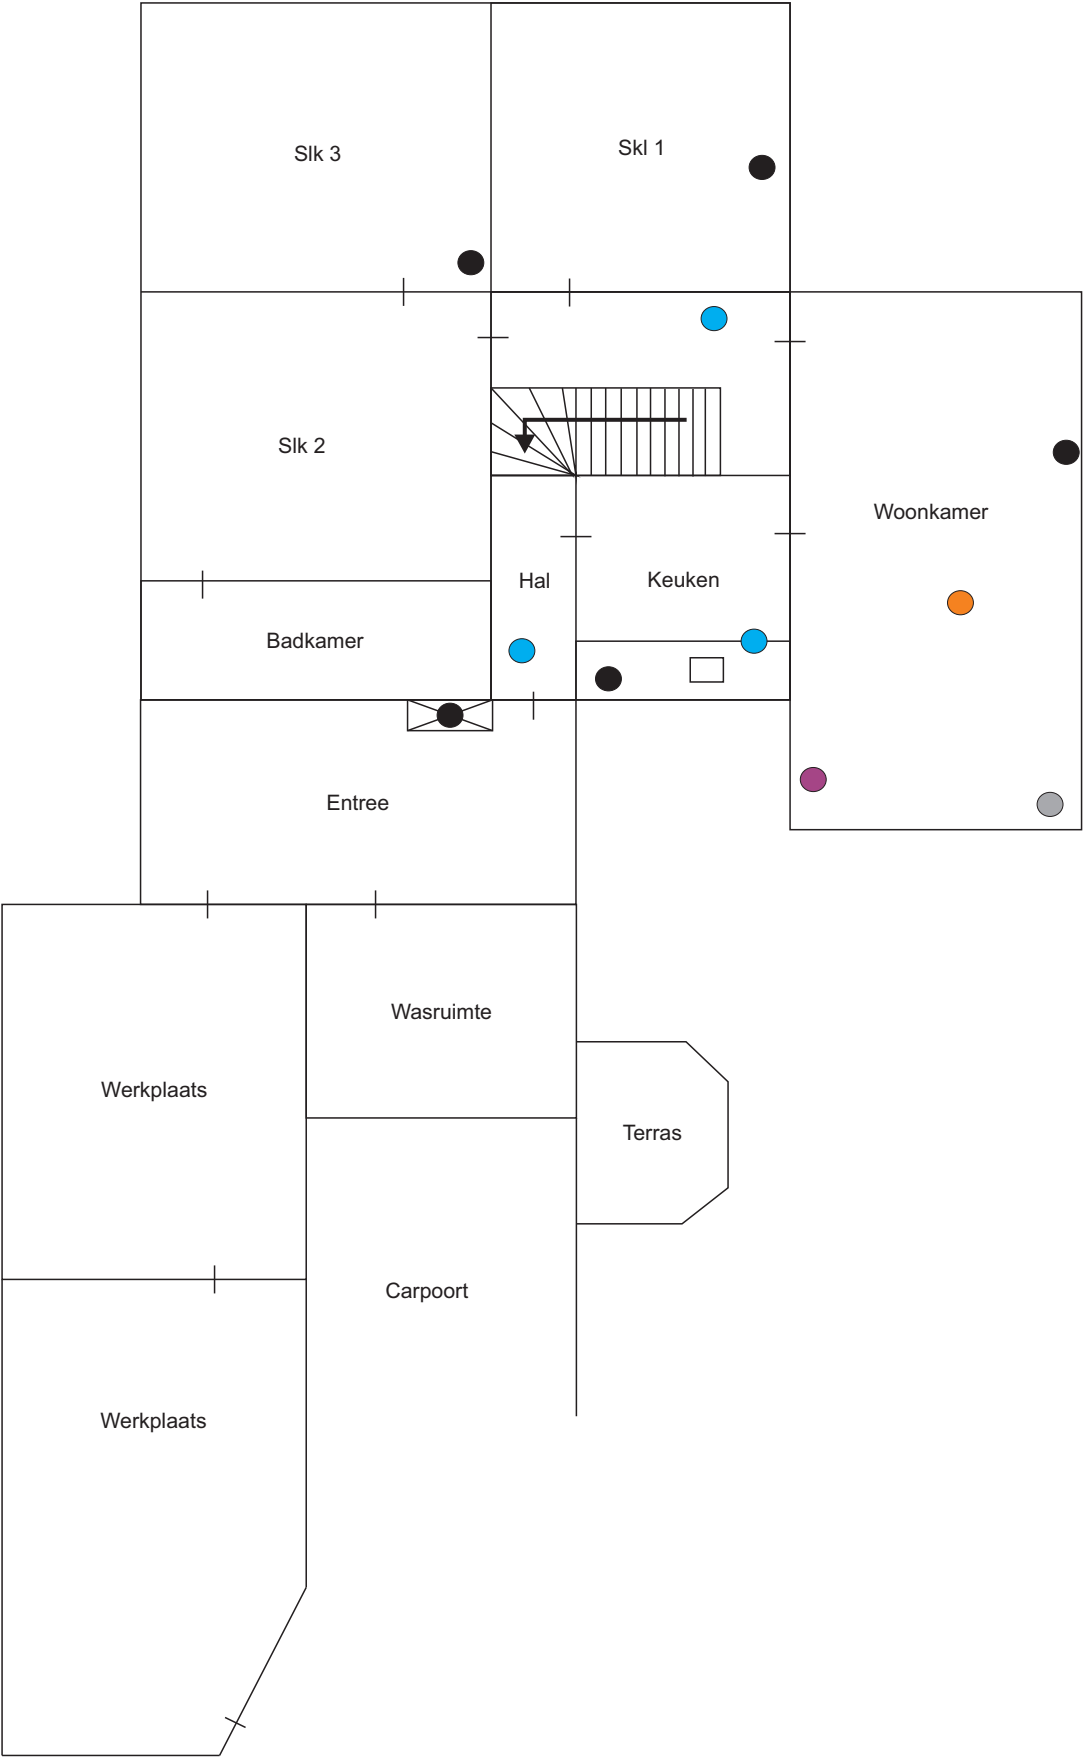 Slk 3
Skl 1
Slk 2
Woonkamer
Hal
Keuken
Badkamer
Entree
Wasruimte
Werkplaats
Terras
Carpoort
Werkplaats